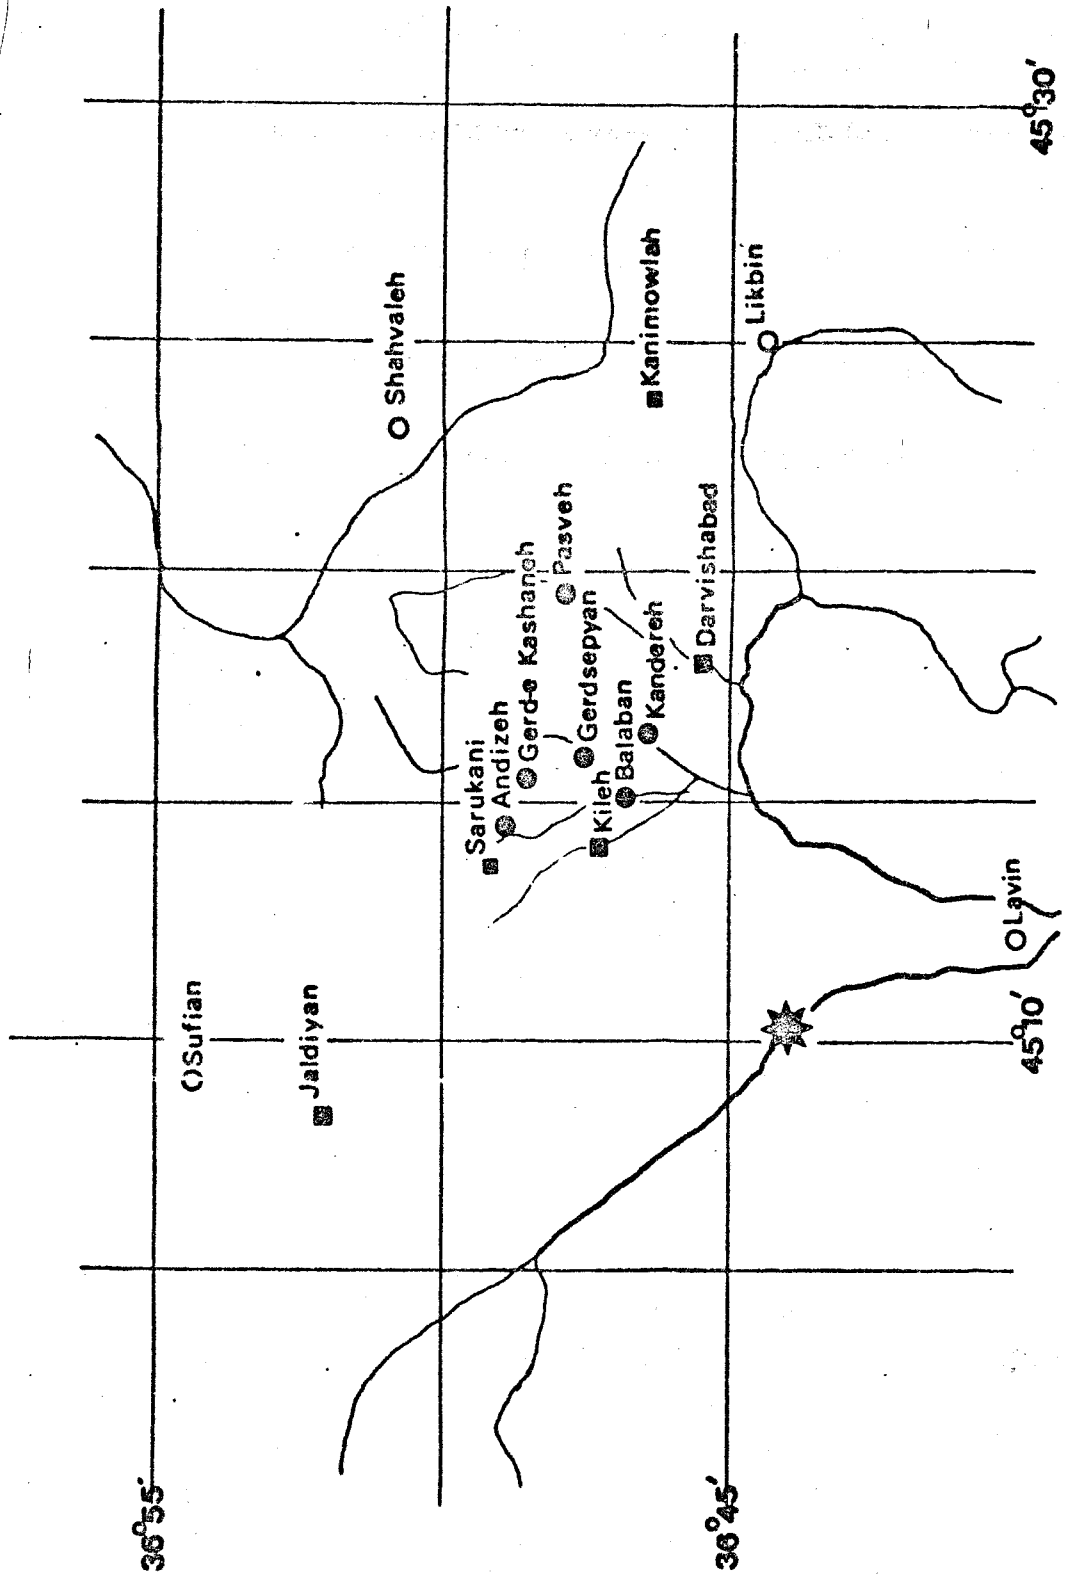 36°55'
36°45'
45°10'
45°30'
Sufian
Jaldiyan
Sarukani
Andizeh
Gerd-e Kashaneh
Shahvaleh
Pasveh
Gerdsepyan
Kileh
Balaban
Kandereh
Kanimowlah
Darvishabad
Likbin
Lavin